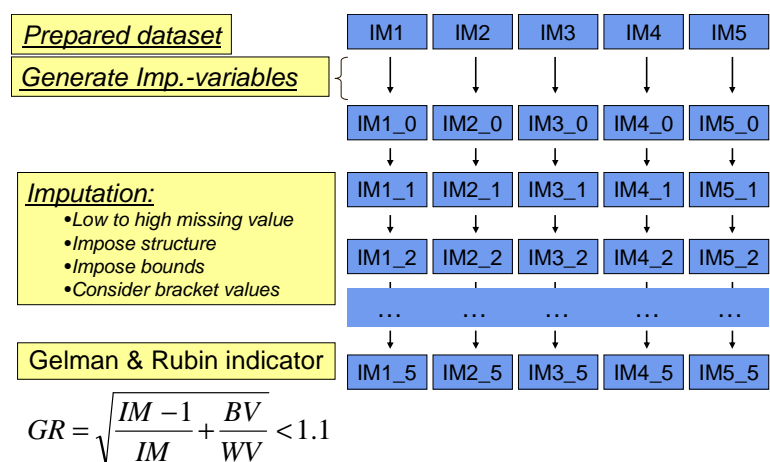 Prepared dataset
IM1 IM2 IM3 IM4 IM5
Generate Imp.-variables
IM1_0 IM2_0 IM3_0 IM4_0 IM5_0
Imputation:
•Low to high missing value
•Impose structure
•Impose bounds
•Consider bracket values
IM1_1 IM2_1 IM3_1 IM4_1 IM5_1
IM1_2 IM2_2 IM3_2 IM4_2 IM5_2
… … … … …
Gelman & Rubin indicator
IM1_5 IM2_5 IM3_5 IM4_5 IM5_5
GR = √(IM − 1 / IM + BV / WV) < 1.1